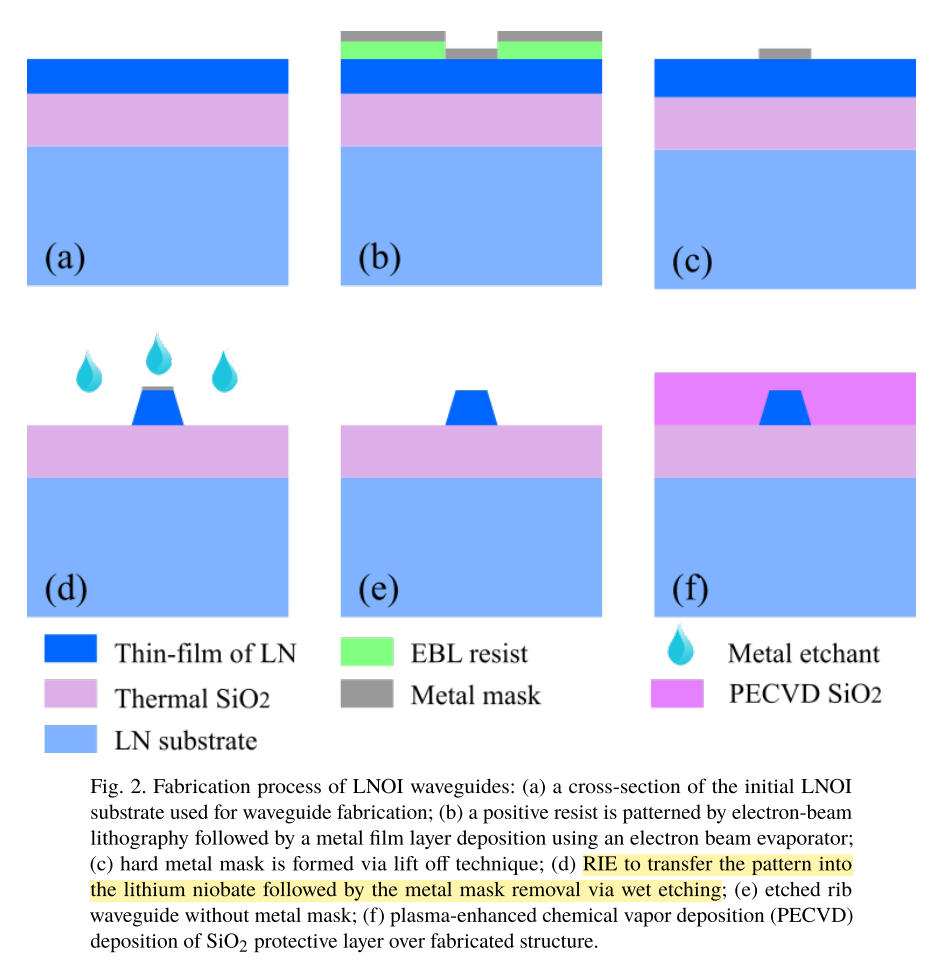 (a)
(b)
(c)
(d)
(e)
(f)
Thin-film of LN
EBL resist
Metal etchant
Thermal SiO2
Metal mask
PECVD SiO2
LN substrate
Fig. 2. Fabrication process of LNOI waveguides: (a) a cross-section of the initial LNOI
substrate used for waveguide fabrication; (b) a positive resist is patterned by electron-beam
lithography followed by a metal film layer deposition using an electron beam evaporator;
(c) hard metal mask is formed via lift off technique; (d) RIE to transfer the pattern into
the lithium niobate followed by the metal mask removal via wet etching; (e) etched rib
waveguide without metal mask; (f) plasma-enhanced chemical vapor deposition (PECVD)
deposition of SiO2 protective layer over fabricated structure.